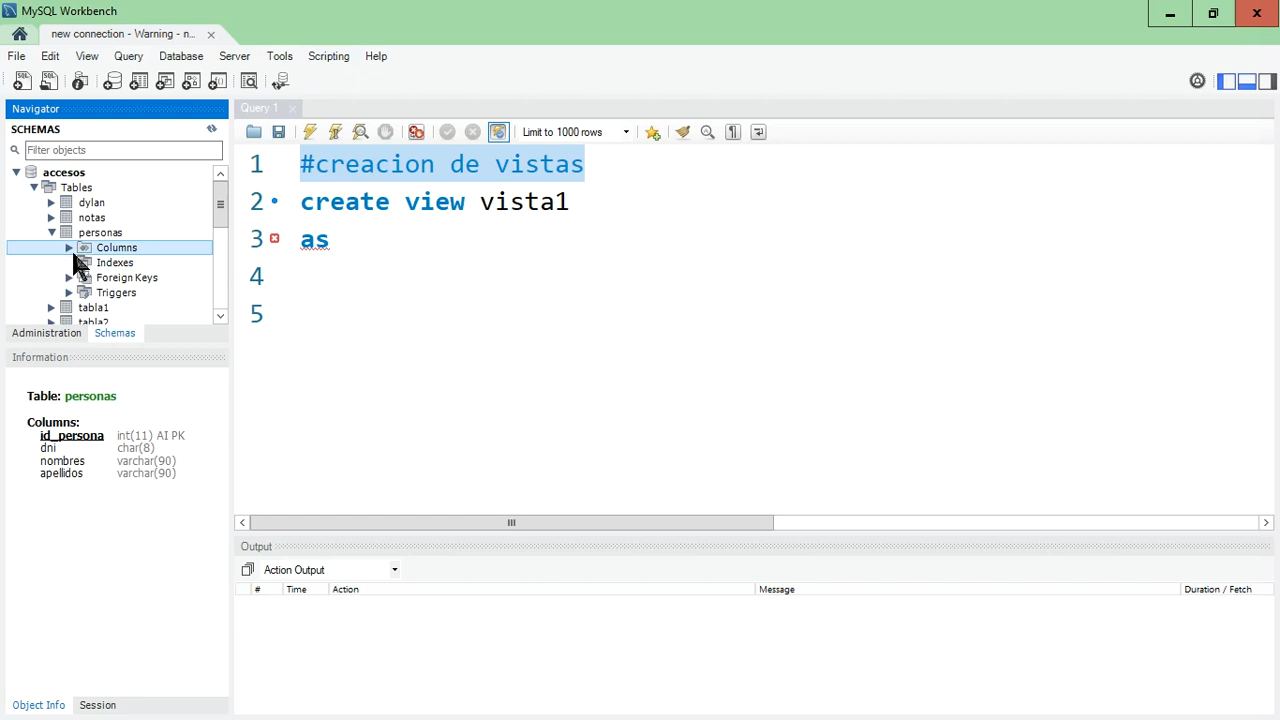 MySQL Workbench
new connection - Warning - n...
File Edit View Query Database Server Tools Scripting Help
Navigator
SCHEMAS
Filter objects
accesos
Tables
dylan
notas
personas
Columns
Indexes
Foreign Keys
Triggers
tabla1
tabla2
Administration Schemas
Information
Table: personas
Columns:
id_persona int(11) AI PK
dni char(8)
nombres varchar(90)
apellidos varchar(90)
Object Info Session
Query 1
Limit to 1000 rows
1 #creacion de vistas
2 create view vista1
3 as
4
5
Output
Action Output
# Time Action Message Duration / Fetch